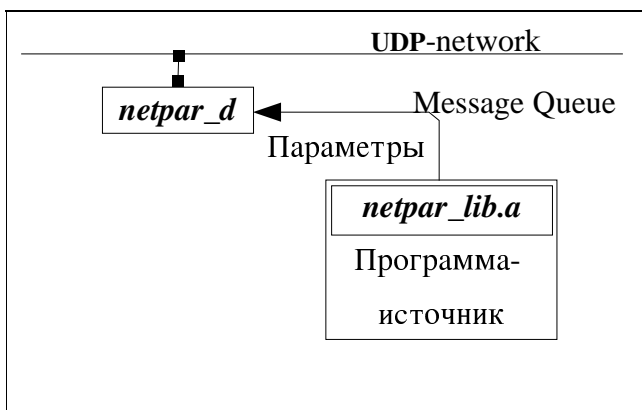 UDP-network
netpar_d
Message Queue
Параметры
netpar_lib.a
Программа-
источник